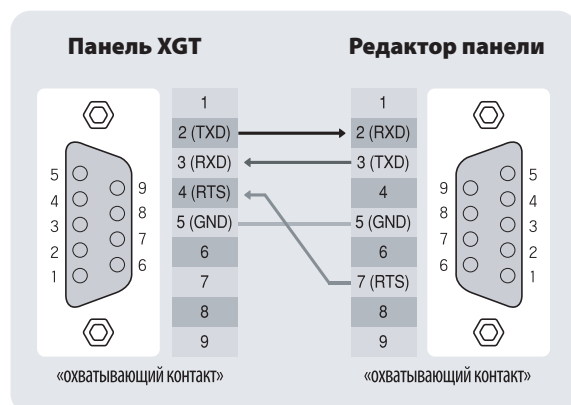 Панель XGT Редактор панели
1 1
2 (TXD) 2 (RXD)
3 (RXD) 3 (TXD)
4 (RTS) 4
5 (GND) 5 (GND)
6 6
7 7 (RTS)
8 8
9 9
5 9 9 5
4 8 8 4
3 7 7 3
2 6 6 2
1 1
«охватывающий контакт» «охватывающий контакт»